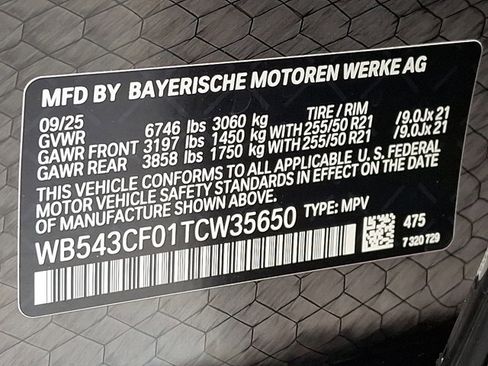 MFD BY BAYERISCHE MOTOREN WERKE AG
09/25 TIRE / RIM
GVWR 6746 lbs 3060 kg
GAWR FRONT 3197 lbs 1450 kg WITH 255/50 R21 /9.0Jx21
GAWR REAR 3858 lbs 1750 kg WITH 255/50 R21 /9.0Jx21
THIS VEHICLE CONFORMS TO ALL APPLICABLE U.S. FEDERAL
MOTOR VEHICLE SAFETY STANDARDS IN EFFECT ON THE DATE
OF MANUFACTURE SHOWN ABOVE.
WB543CF01TCW35650 TYPE: MPV
475
7 320 729